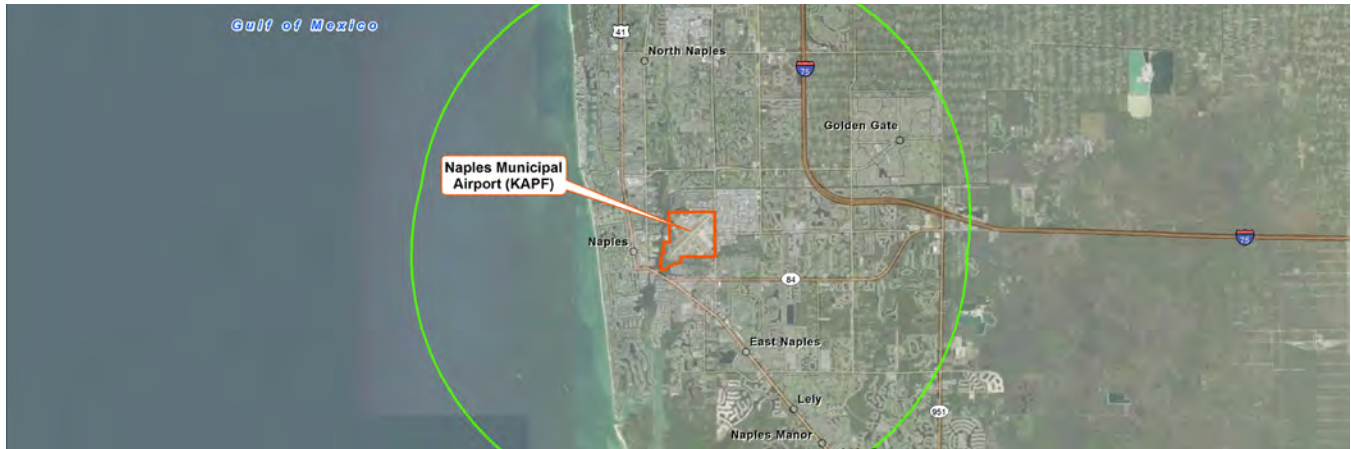 Gulf of Mexico
41
North Naples
75
Golden Gate
Naples Municipal
Airport (KAPF)
Naples
75
84
East Naples
Lely
951
Naples Manor